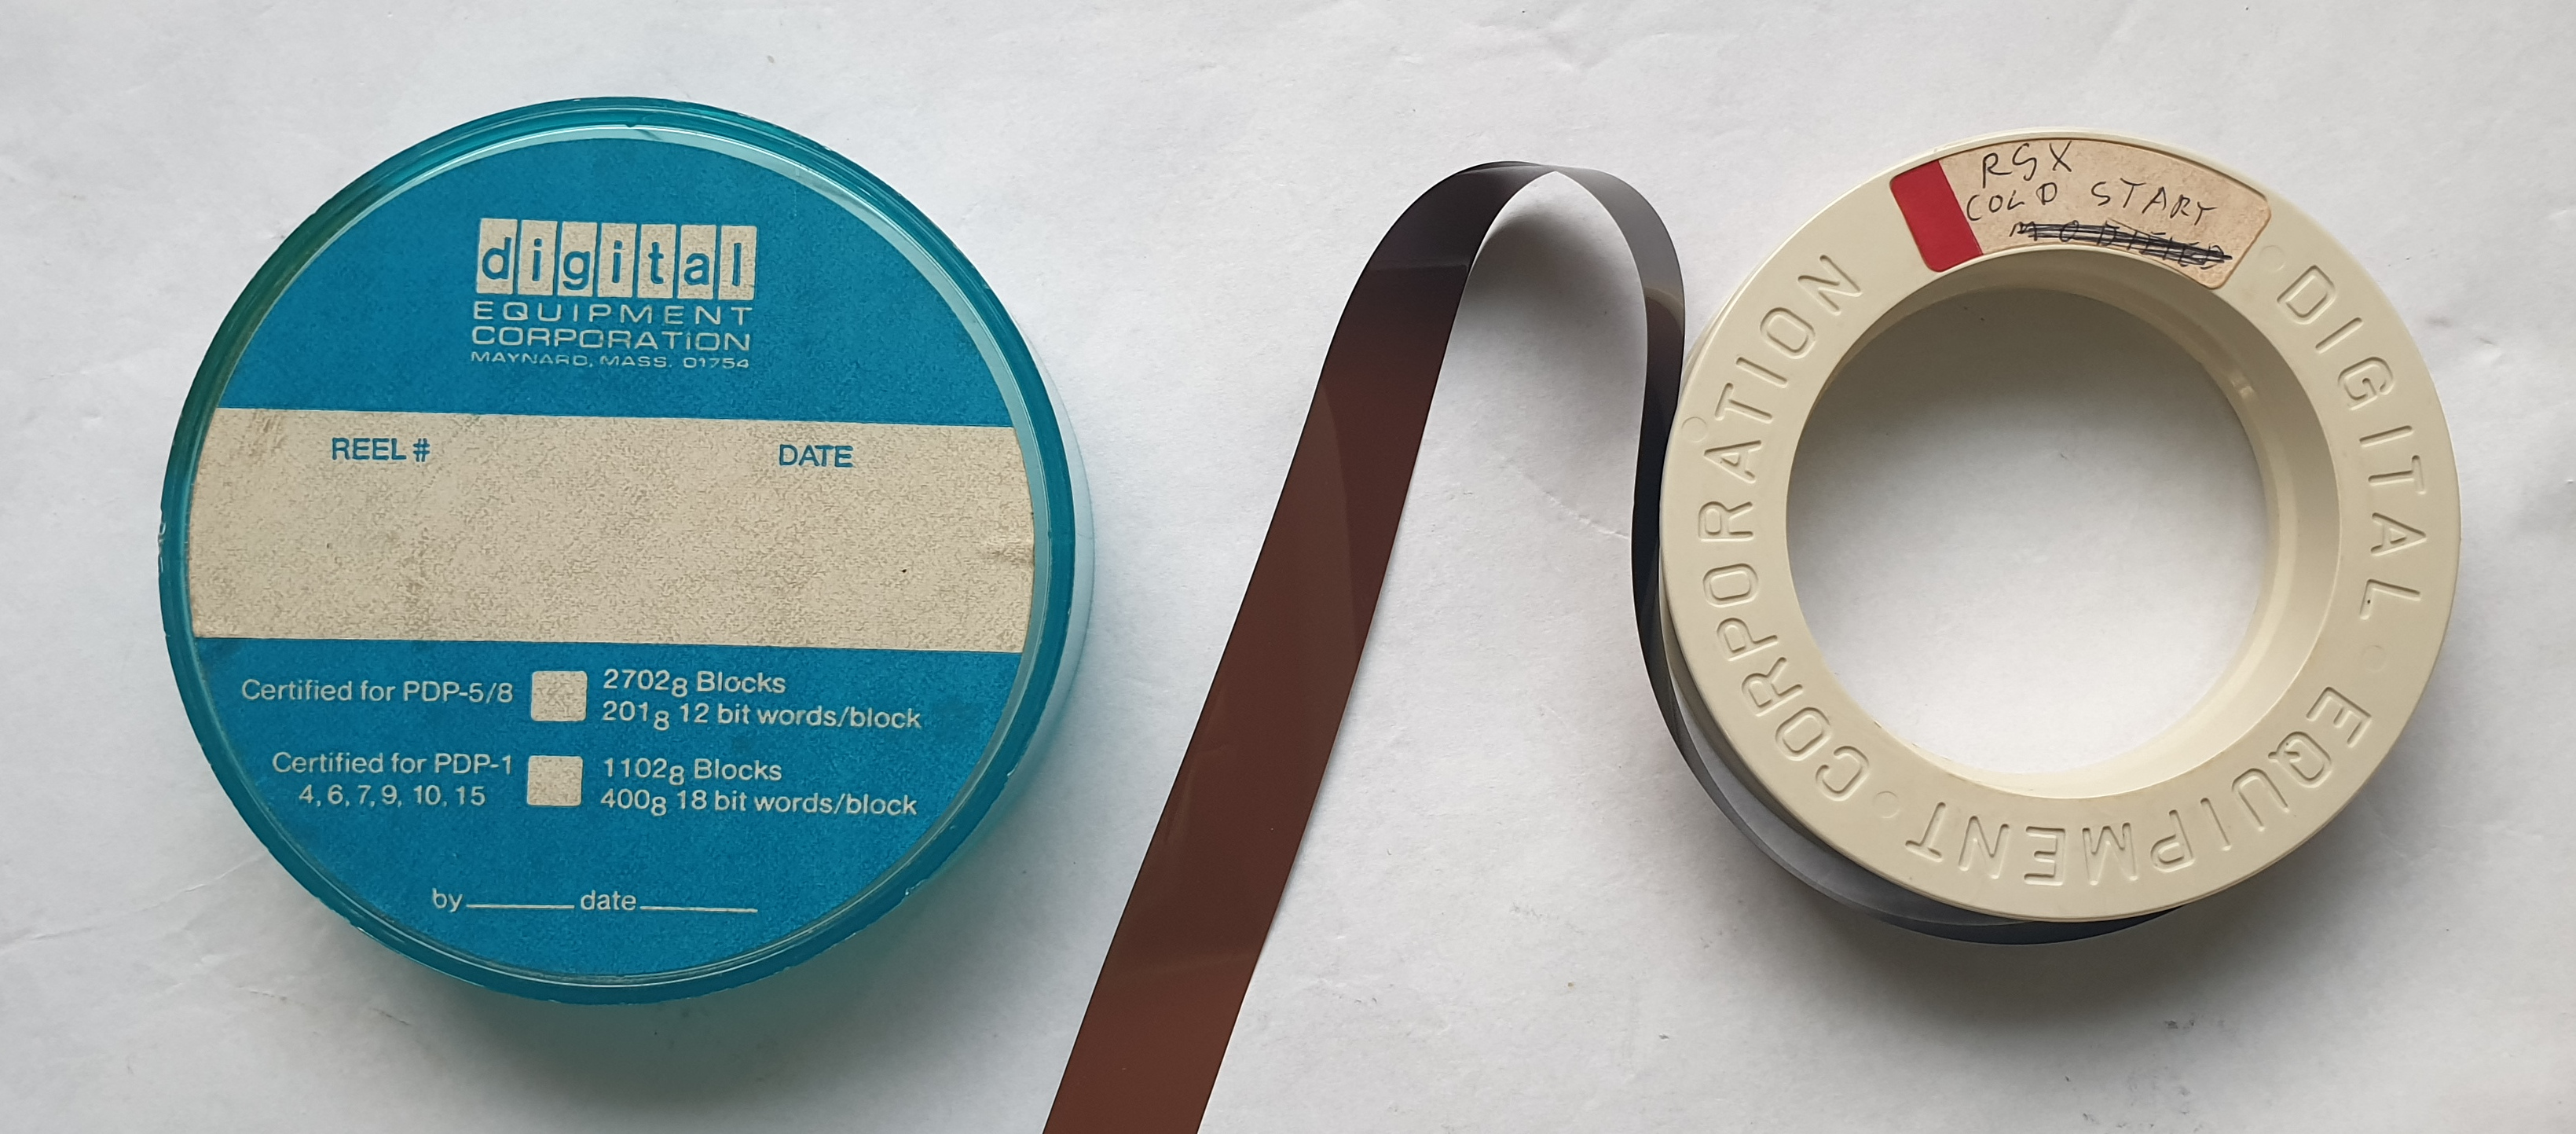 digital
EQUIPMENT
CORPORATION
MAYNARD, MASS. 01754
REEL #
DATE
Certified for PDP-5/8
2702₈ Blocks
201₈ 12 bit words/block
Certified for PDP-1
4, 6, 7, 9, 10, 15
1102₈ Blocks
400₈ 18 bit words/block
by date
RSX
COLD START
MODIFIED
DIGITAL EQUIPMENT CORPORATION